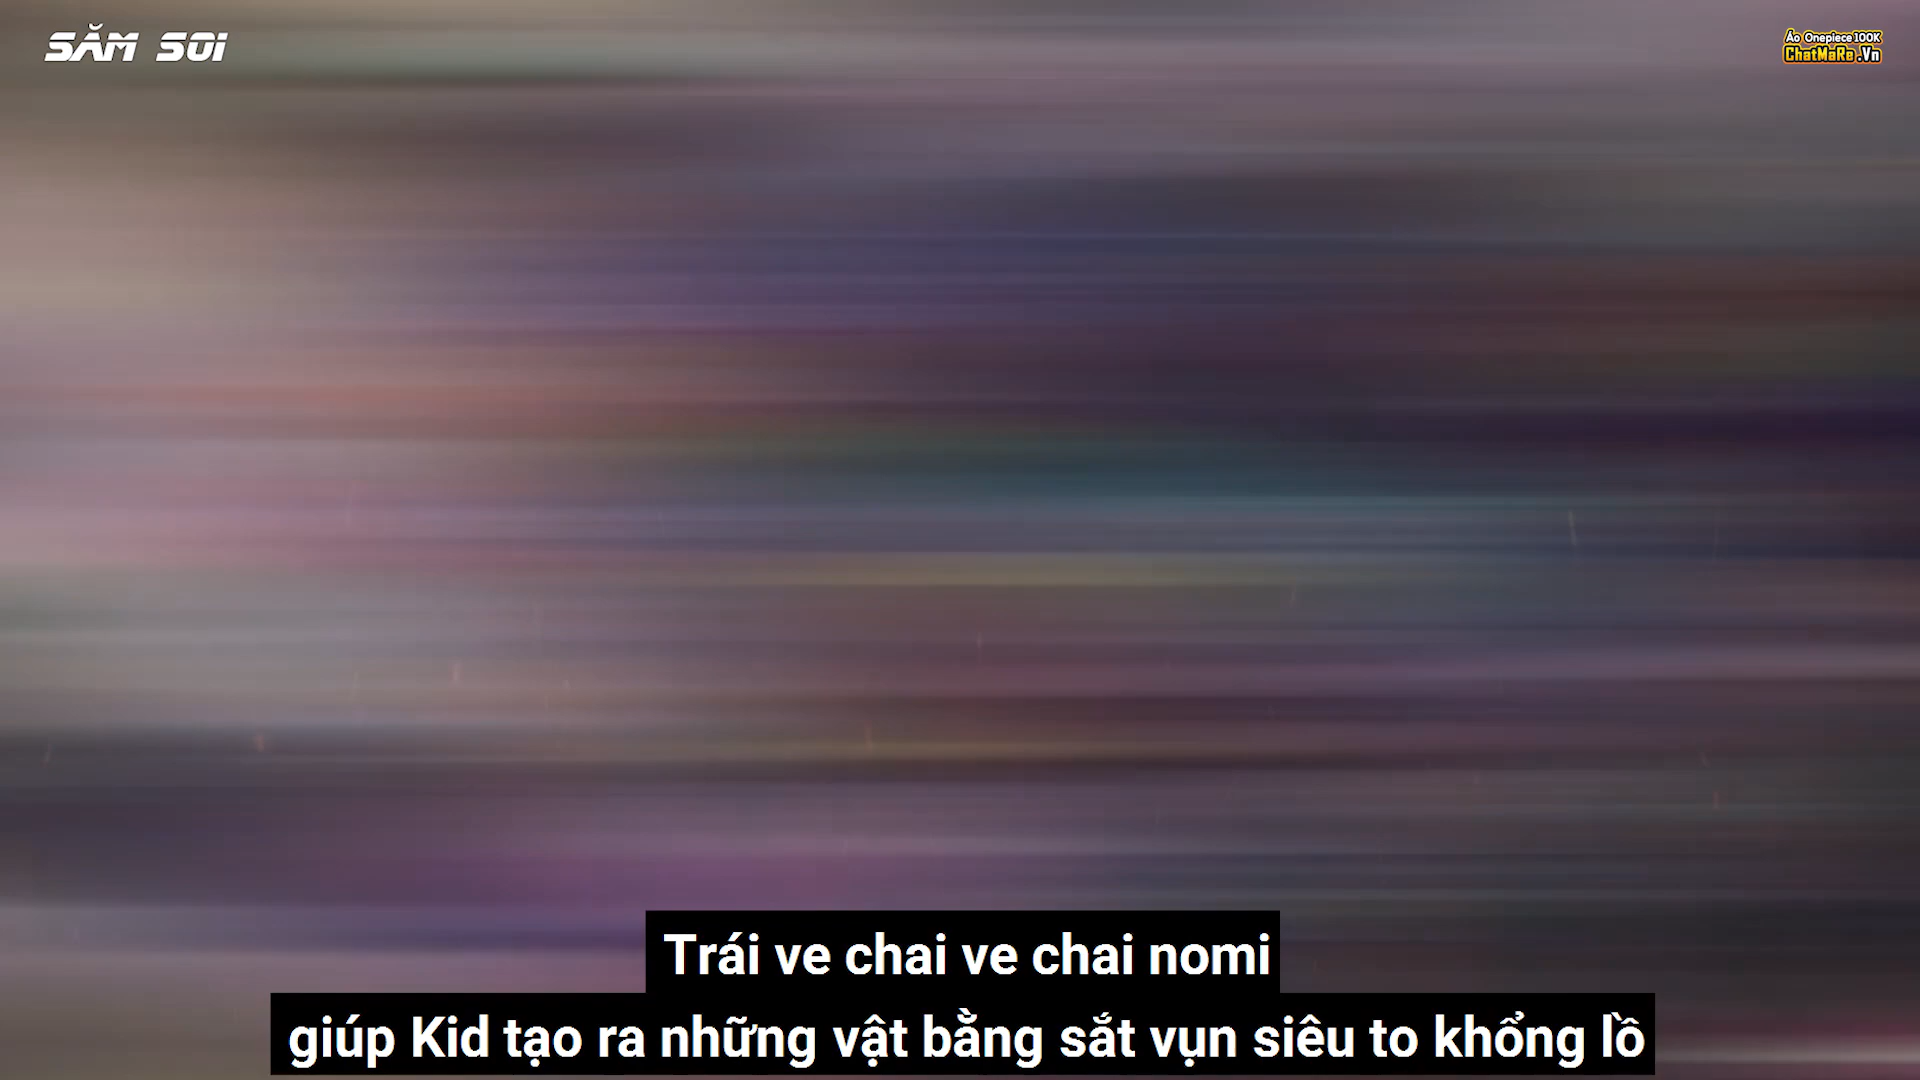 SĂM SOI
Áo Onepiece 100K
ChatMaRe.Vn
Trái ve chai ve chai nomi
giúp Kid tạo ra những vật bằng sắt vụn siêu to khổng lồ